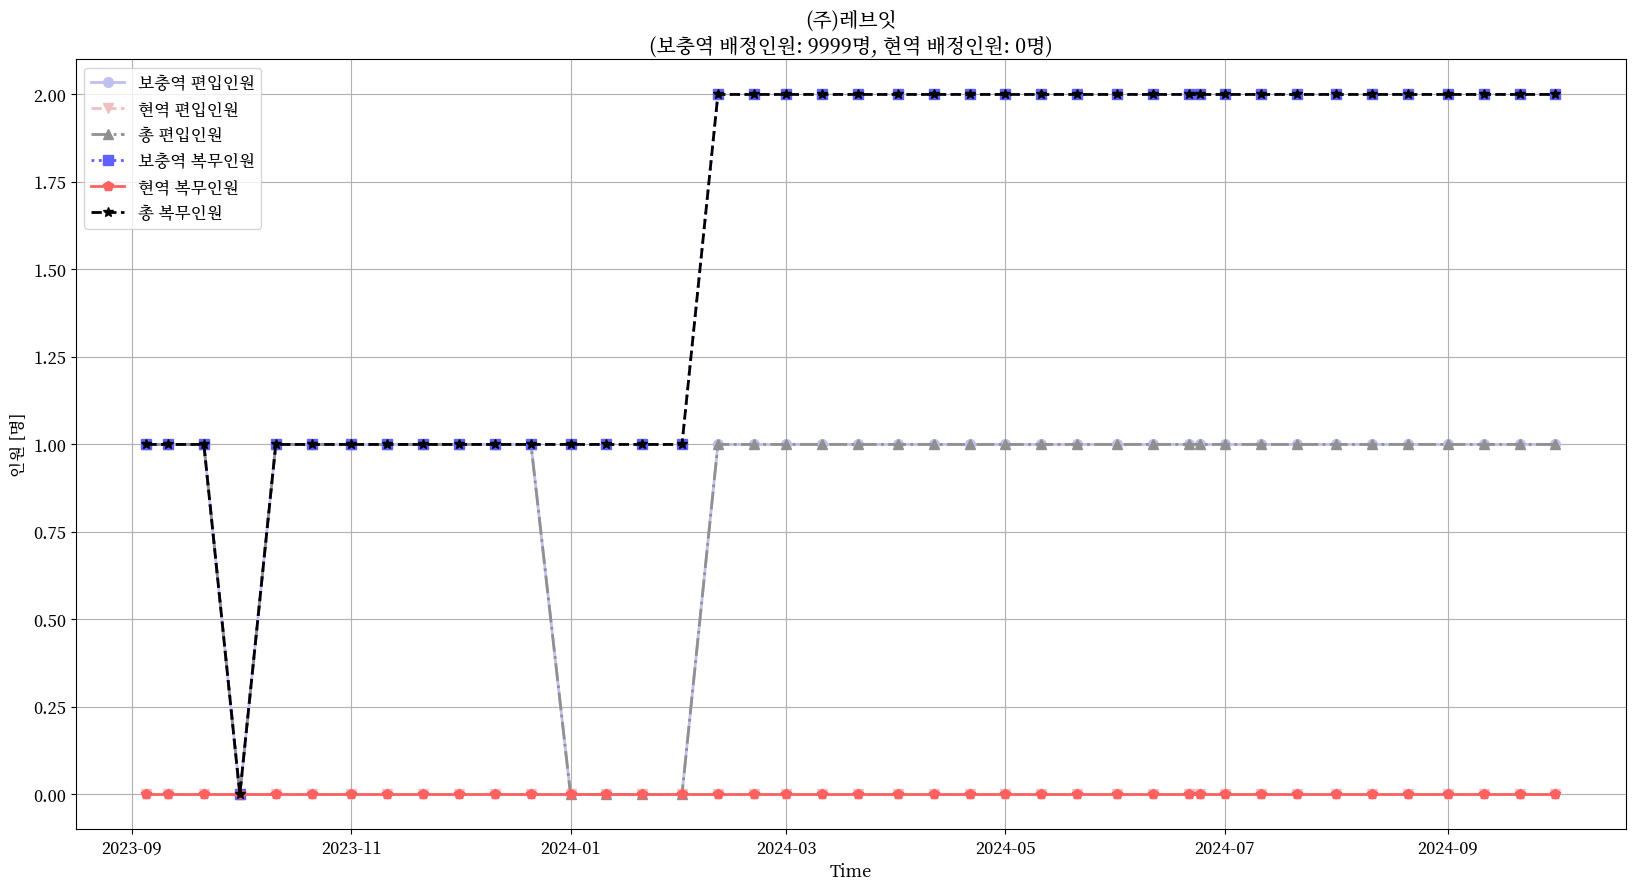 (주)레브잇
(보충역 배정인원: 9999명, 현역 배정인원: 0명)
보충역 편입인원
현역 편입인원
총 편입인원
보충역 복무인원
현역 복무인원
총 복무인원
2.00
1.75
1.50
1.25
1.00
0.75
0.50
0.25
0.00
인원 [명]
2023-09
2023-11
2024-01
2024-03
2024-05
2024-07
2024-09
Time